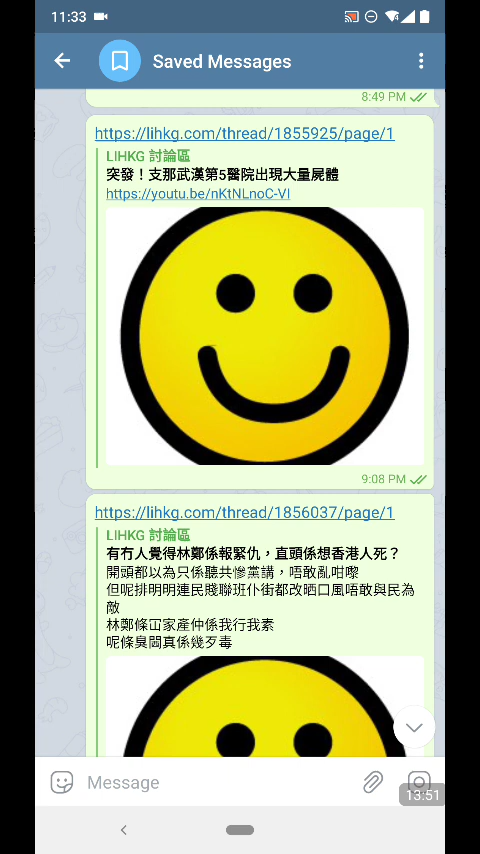 11:33
Saved Messages
8:49 PM
https://lihkg.com/thread/1855925/page/1
LIHKG 討論區
突發！支那武漢第5醫院出現大量屍體
https://youtu.be/nKtNLnoC-VI
9:08 PM
https://lihkg.com/thread/1856037/page/1
LIHKG 討論區
有冇人覺得林鄭係報緊仇，直頭係想香港人死？
開頭都以為只係聽共慘黨講，唔敢亂咁嚟
但呢排明明連民賤聯班仆街都改晒口風唔敢與民為
敵
林鄭條冚家產仲係我行我素
呢條臭閪真係幾歹毒
Message
13:51